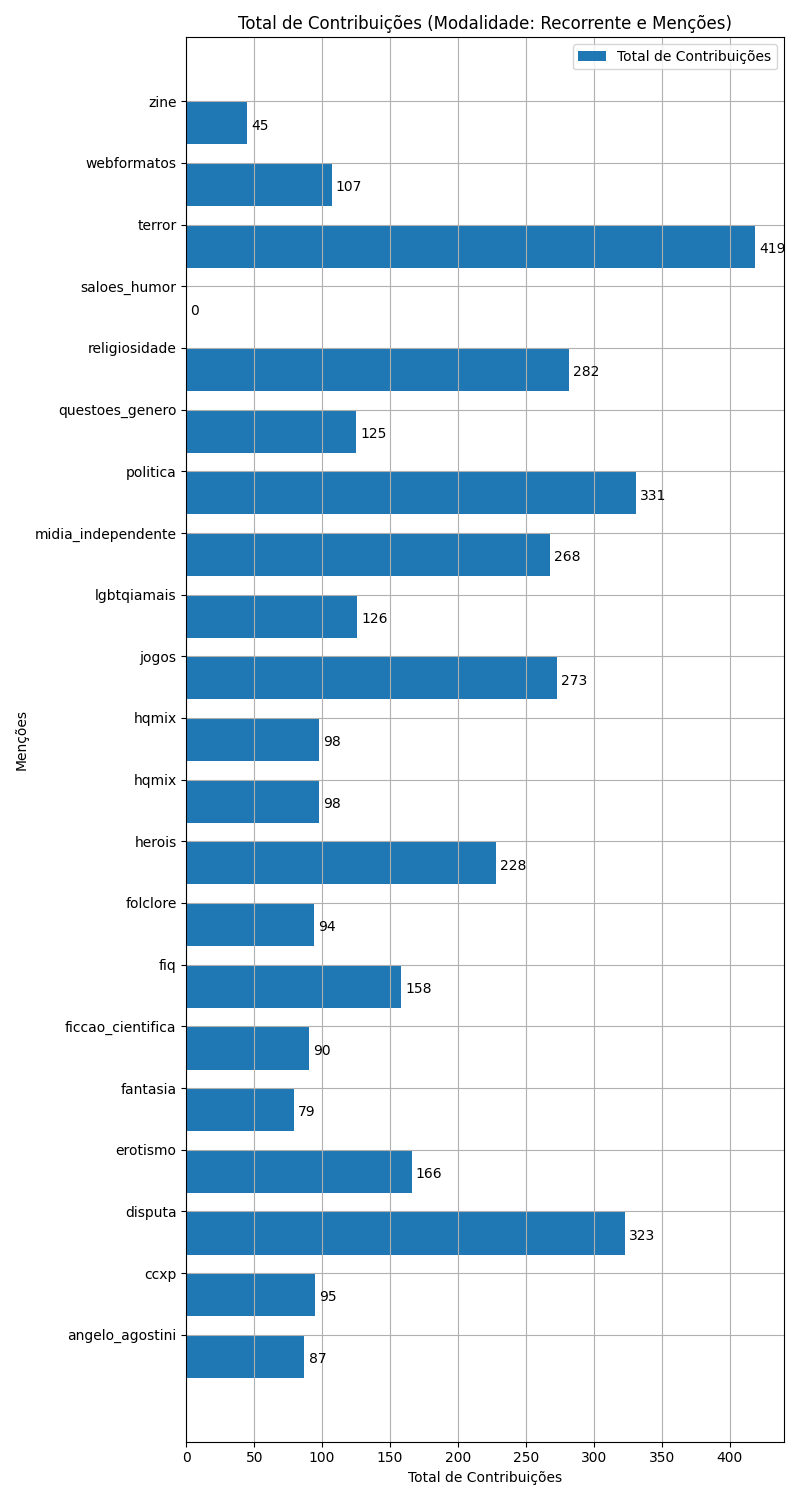 Total de Contribuições (Modalidade: Recorrente e Menções)
Total de Contribuições
zine
45
webformatos
107
terror
419
saloes_humor
0
religiosidade
282
questoes_genero
125
politica
331
midia_independente
268
lgbtqiamais
126
jogos
273
hqmix
98
hqmix
98
herois
228
folclore
94
fiq
158
ficcao_cientifica
90
fantasia
79
erotismo
166
disputa
323
ccxp
95
angelo_agostini
87
Menções
0 50 100 150 200 250 300 350 400
Total de Contribuições